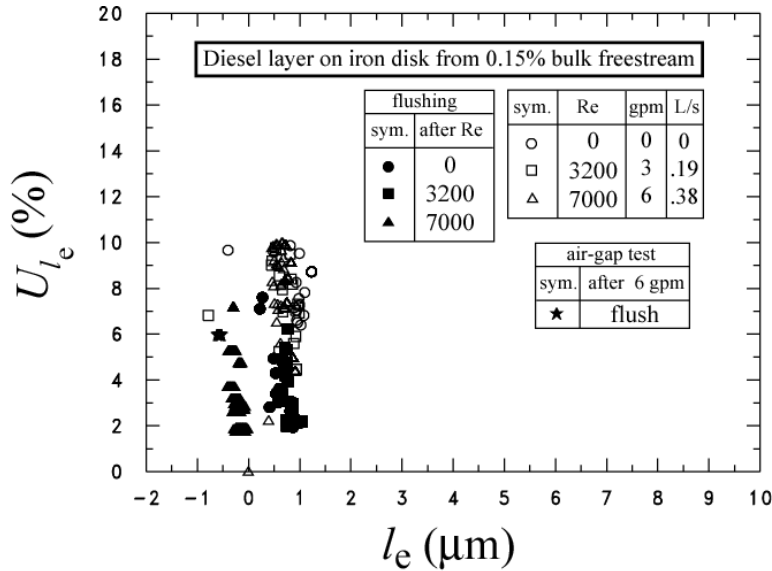 20
18
16
14
12
10
8
6
4
2
0
U_{l_e} (%)
Diesel layer on iron disk from 0.15% bulk freestream
flushing
sym. after Re
0
3200
7000
sym. Re gpm L/s
0 0 0
3200 3 .19
7000 6 .38
air-gap test
sym. after 6 gpm
flush
-2 -1 0 1 2 3 4 5 6 7 8 9 10
l_e (μm)